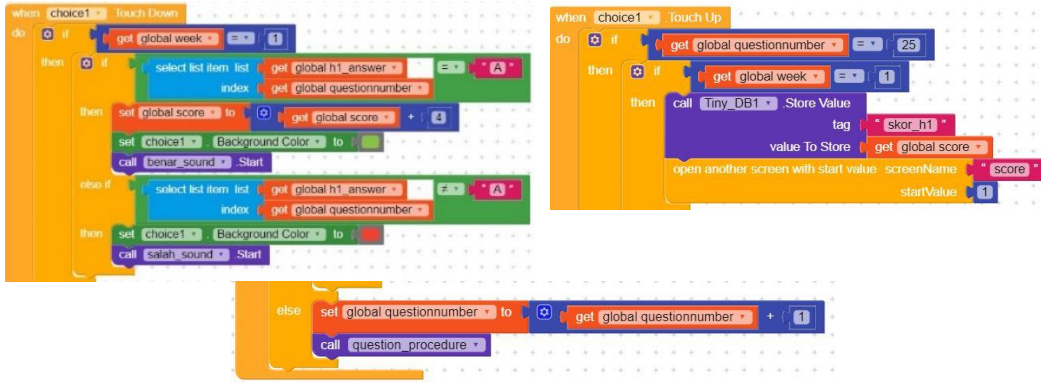 when choice1 .Touch Down
do if get global week = 1
then if select list item list get global h1_answer = "A"
index get global questionnumber
then set global score to get global score + 4
set choice1 . Background Color to
call benar_sound .Start
else if select list item list get global h1_answer ≠ "A"
index get global questionnumber
then set choice1 . Background Color to
call salah_sound .Start
when choice1 .Touch Up
do if get global questionnumber = 25
then if get global week = 1
then call Tiny_DB1 .Store Value
tag "skor_h1"
value To Store get global score
open another screen with start value screenName "score"
startValue 1
else set global questionnumber to get global questionnumber + 1
call question_procedure